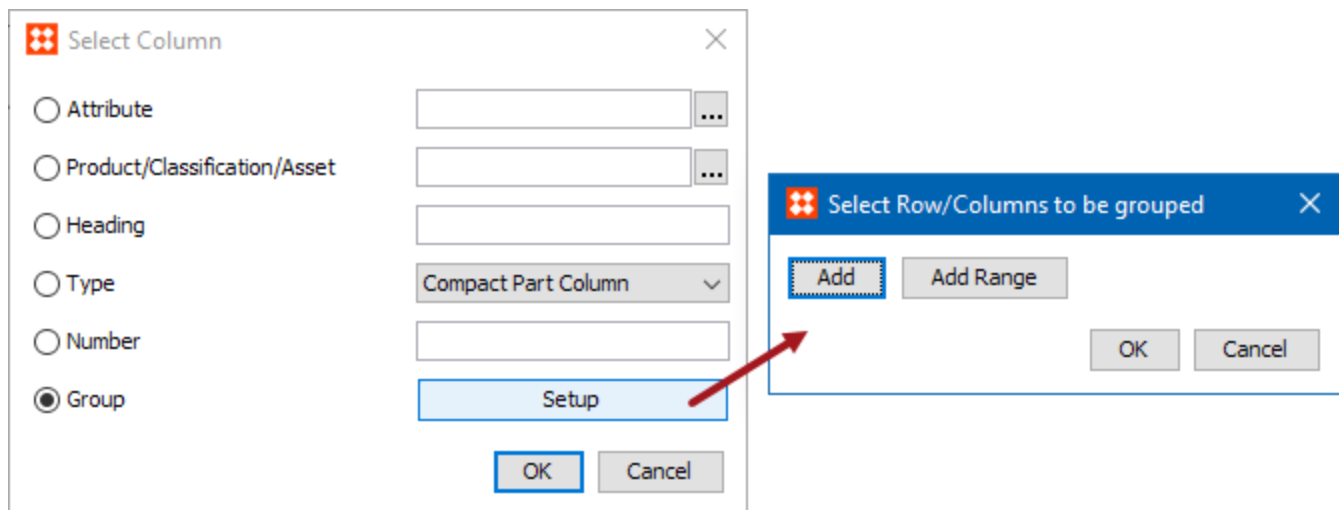 Select Column
Attribute
...
Product/Classification/Asset
...
Heading
Type
Compact Part Column
Number
Group
Setup
OK
Cancel
Select Row/Columns to be grouped
Add
Add Range
OK
Cancel